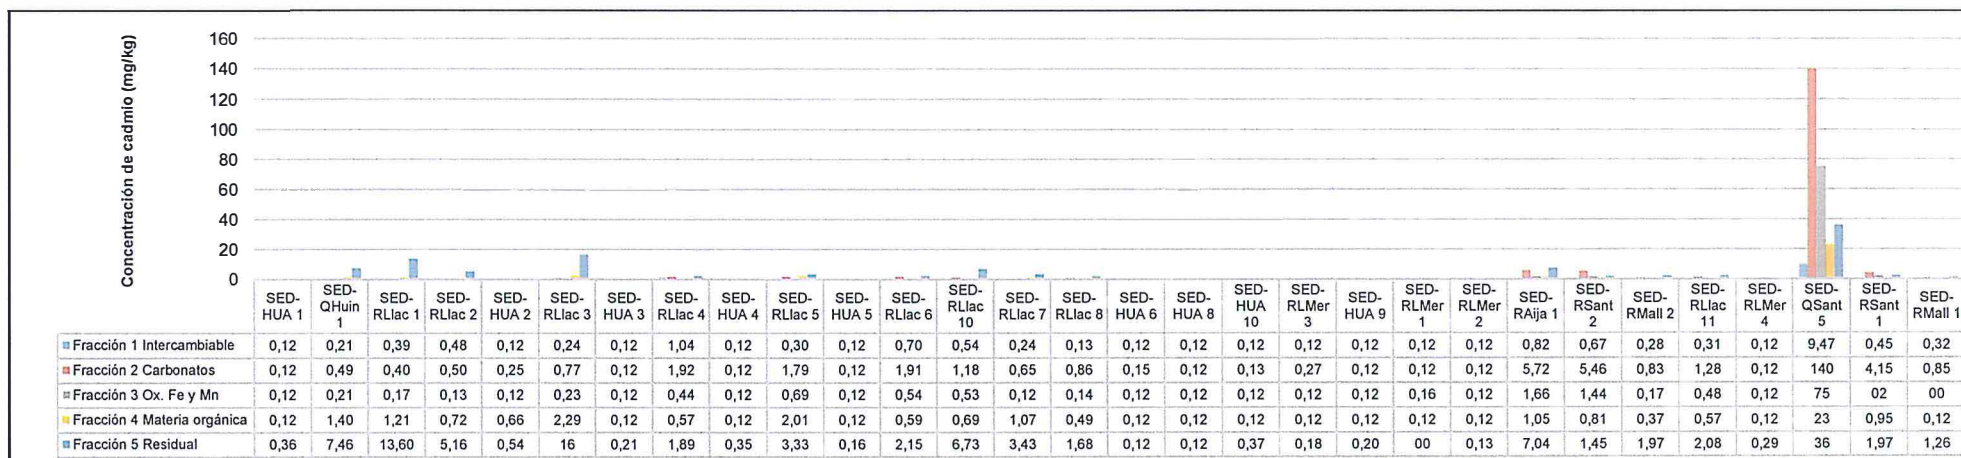 Concentración de cadmio (mg/kg)
160
140
120
100
80
60
40
20
0
SED-HUA 1 SED-QHuin 1 SED-RLlac 1 SED-RLlac 2 SED-HUA 2 SED-RLlac 3 SED-HUA 3 SED-RLlac 4 SED-HUA 4 SED-RLlac 5 SED-HUA 5 SED-RLlac 6 SED-RLlac 10 SED-RLlac 7 SED-RLlac 8 SED-HUA 6 SED-HUA 8 SED-HUA 10 SED-RLMer 3 SED-HUA 9 SED-RLMer 1 SED-RLMer 2 SED-RAija 1 SED-RSant 2 SED-RMall 2 SED-RLlac 11 SED-RLMer 4 SED-QSant 5 SED-RSant 1 SED-RMall 1
Fracción 1 Intercambiable 0,12 0,21 0,39 0,48 0,12 0,24 0,12 1,04 0,12 0,30 0,12 0,70 0,54 0,24 0,13 0,12 0,12 0,12 0,12 0,12 0,12 0,12 0,82 0,67 0,28 0,31 0,12 9,47 0,45 0,32
Fracción 2 Carbonatos 0,12 0,49 0,40 0,50 0,25 0,77 0,12 1,92 0,12 1,79 0,12 1,91 1,18 0,65 0,86 0,15 0,12 0,13 0,27 0,12 0,12 0,12 5,72 5,46 0,83 1,28 0,12 140 4,15 0,85
Fracción 3 Ox. Fe y Mn 0,12 0,21 0,17 0,13 0,12 0,23 0,12 0,44 0,12 0,69 0,12 0,54 0,53 0,12 0,14 0,12 0,12 0,12 0,12 0,12 0,16 0,12 1,66 1,44 0,17 0,48 0,12 75 02 00
Fracción 4 Materia orgánica 0,12 1,40 1,21 0,72 0,66 2,29 0,12 0,57 0,12 2,01 0,12 0,59 0,69 1,07 0,49 0,12 0,12 0,12 0,12 0,12 0,12 0,12 1,05 0,81 0,37 0,57 0,12 23 0,95 0,12
Fracción 5 Residual 0,36 7,46 13,60 5,16 0,54 16 0,21 1,89 0,35 3,33 0,16 2,15 6,73 3,43 1,68 0,12 0,12 0,37 0,18 0,20 00 0,13 7,04 1,45 1,97 2,08 0,29 36 1,97 1,26